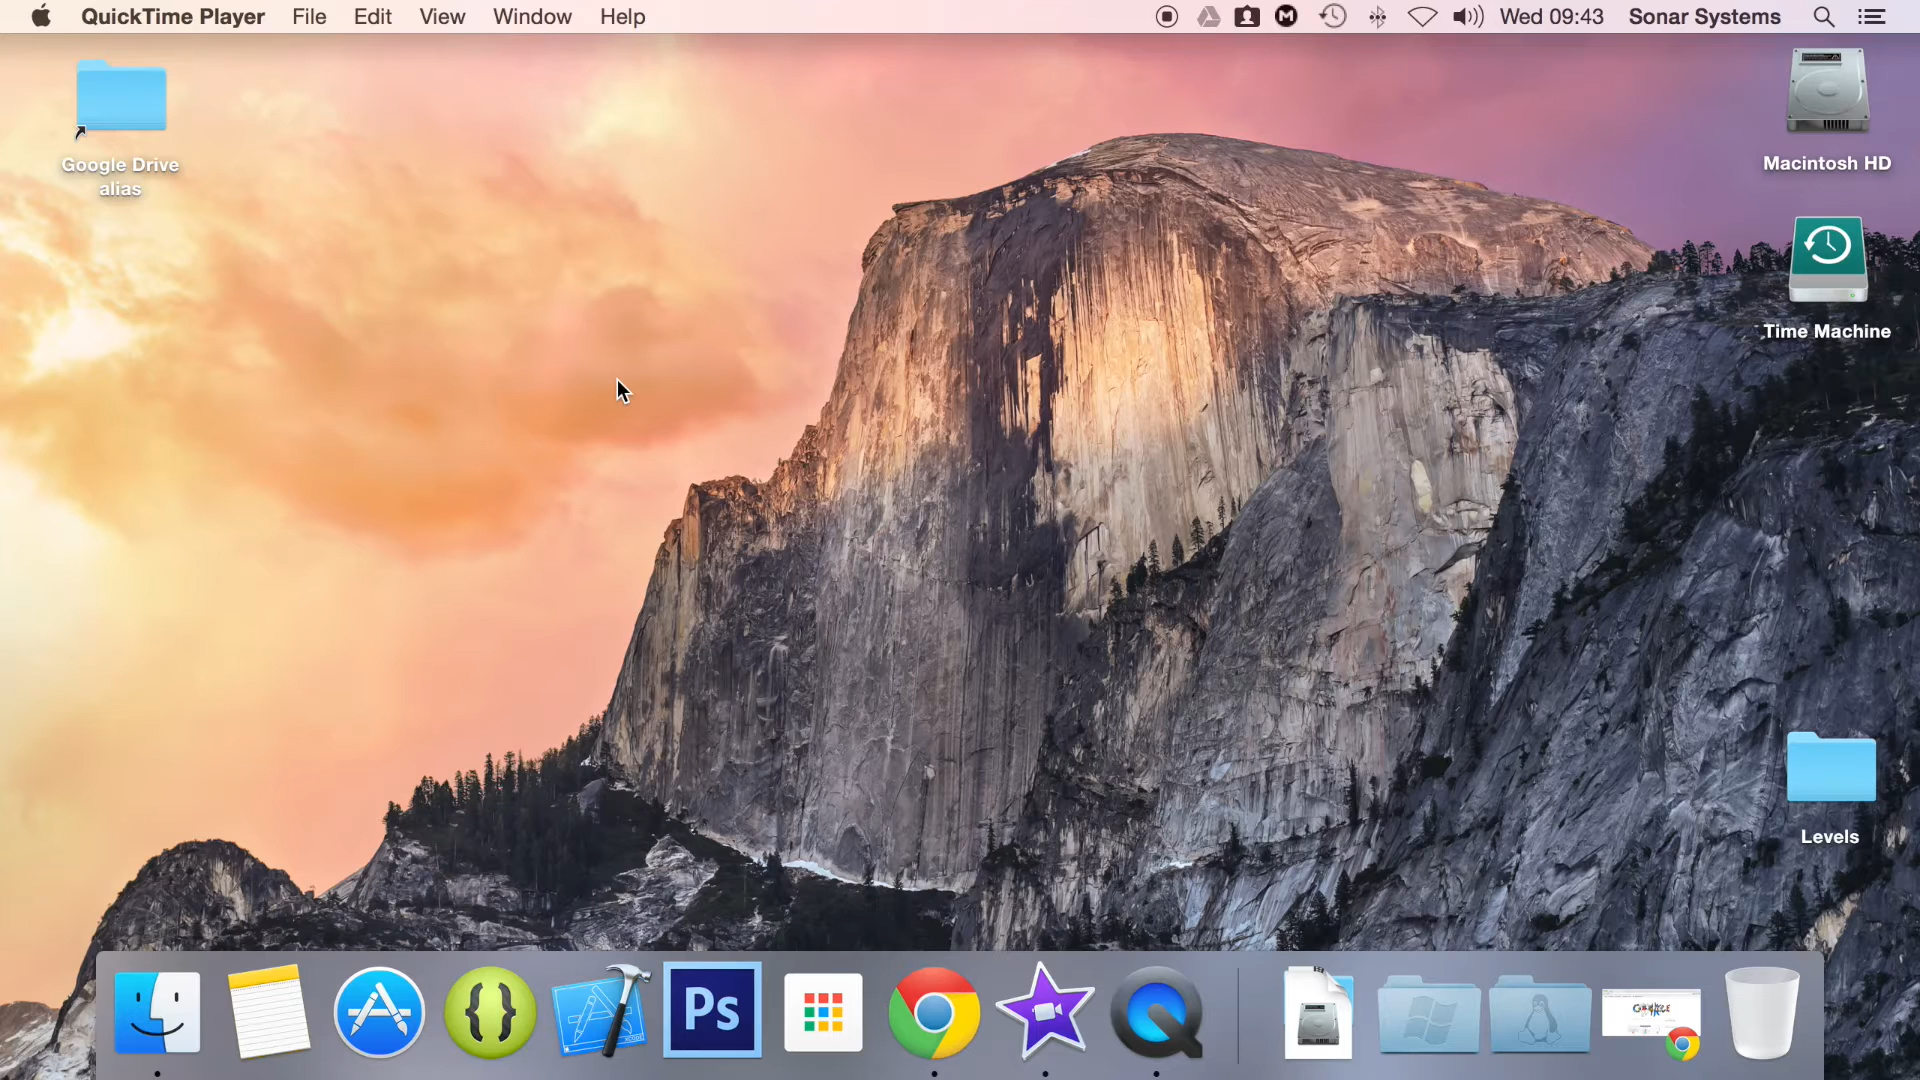 QuickTime Player File Edit View Window Help Wed 09:43 Sonar Systems
Google Drive
alias
Macintosh HD
Time Machine
Levels
Ps